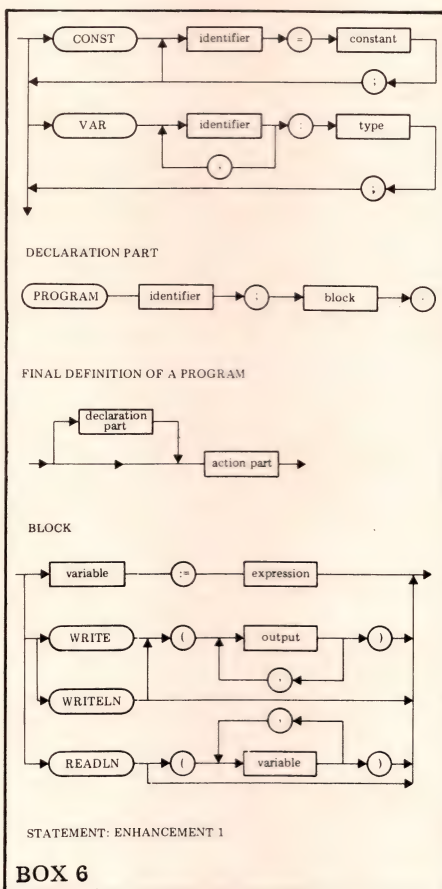 CONST identifier = constant
;
VAR identifier : type
,
;
DECLARATION PART
PROGRAM identifier ; block .
FINAL DEFINITION OF A PROGRAM
declaration
part
action part
BLOCK
variable := expression
WRITE ( output )
,
WRITELN
,
READLN ( variable )
STATEMENT: ENHANCEMENT 1
BOX 6